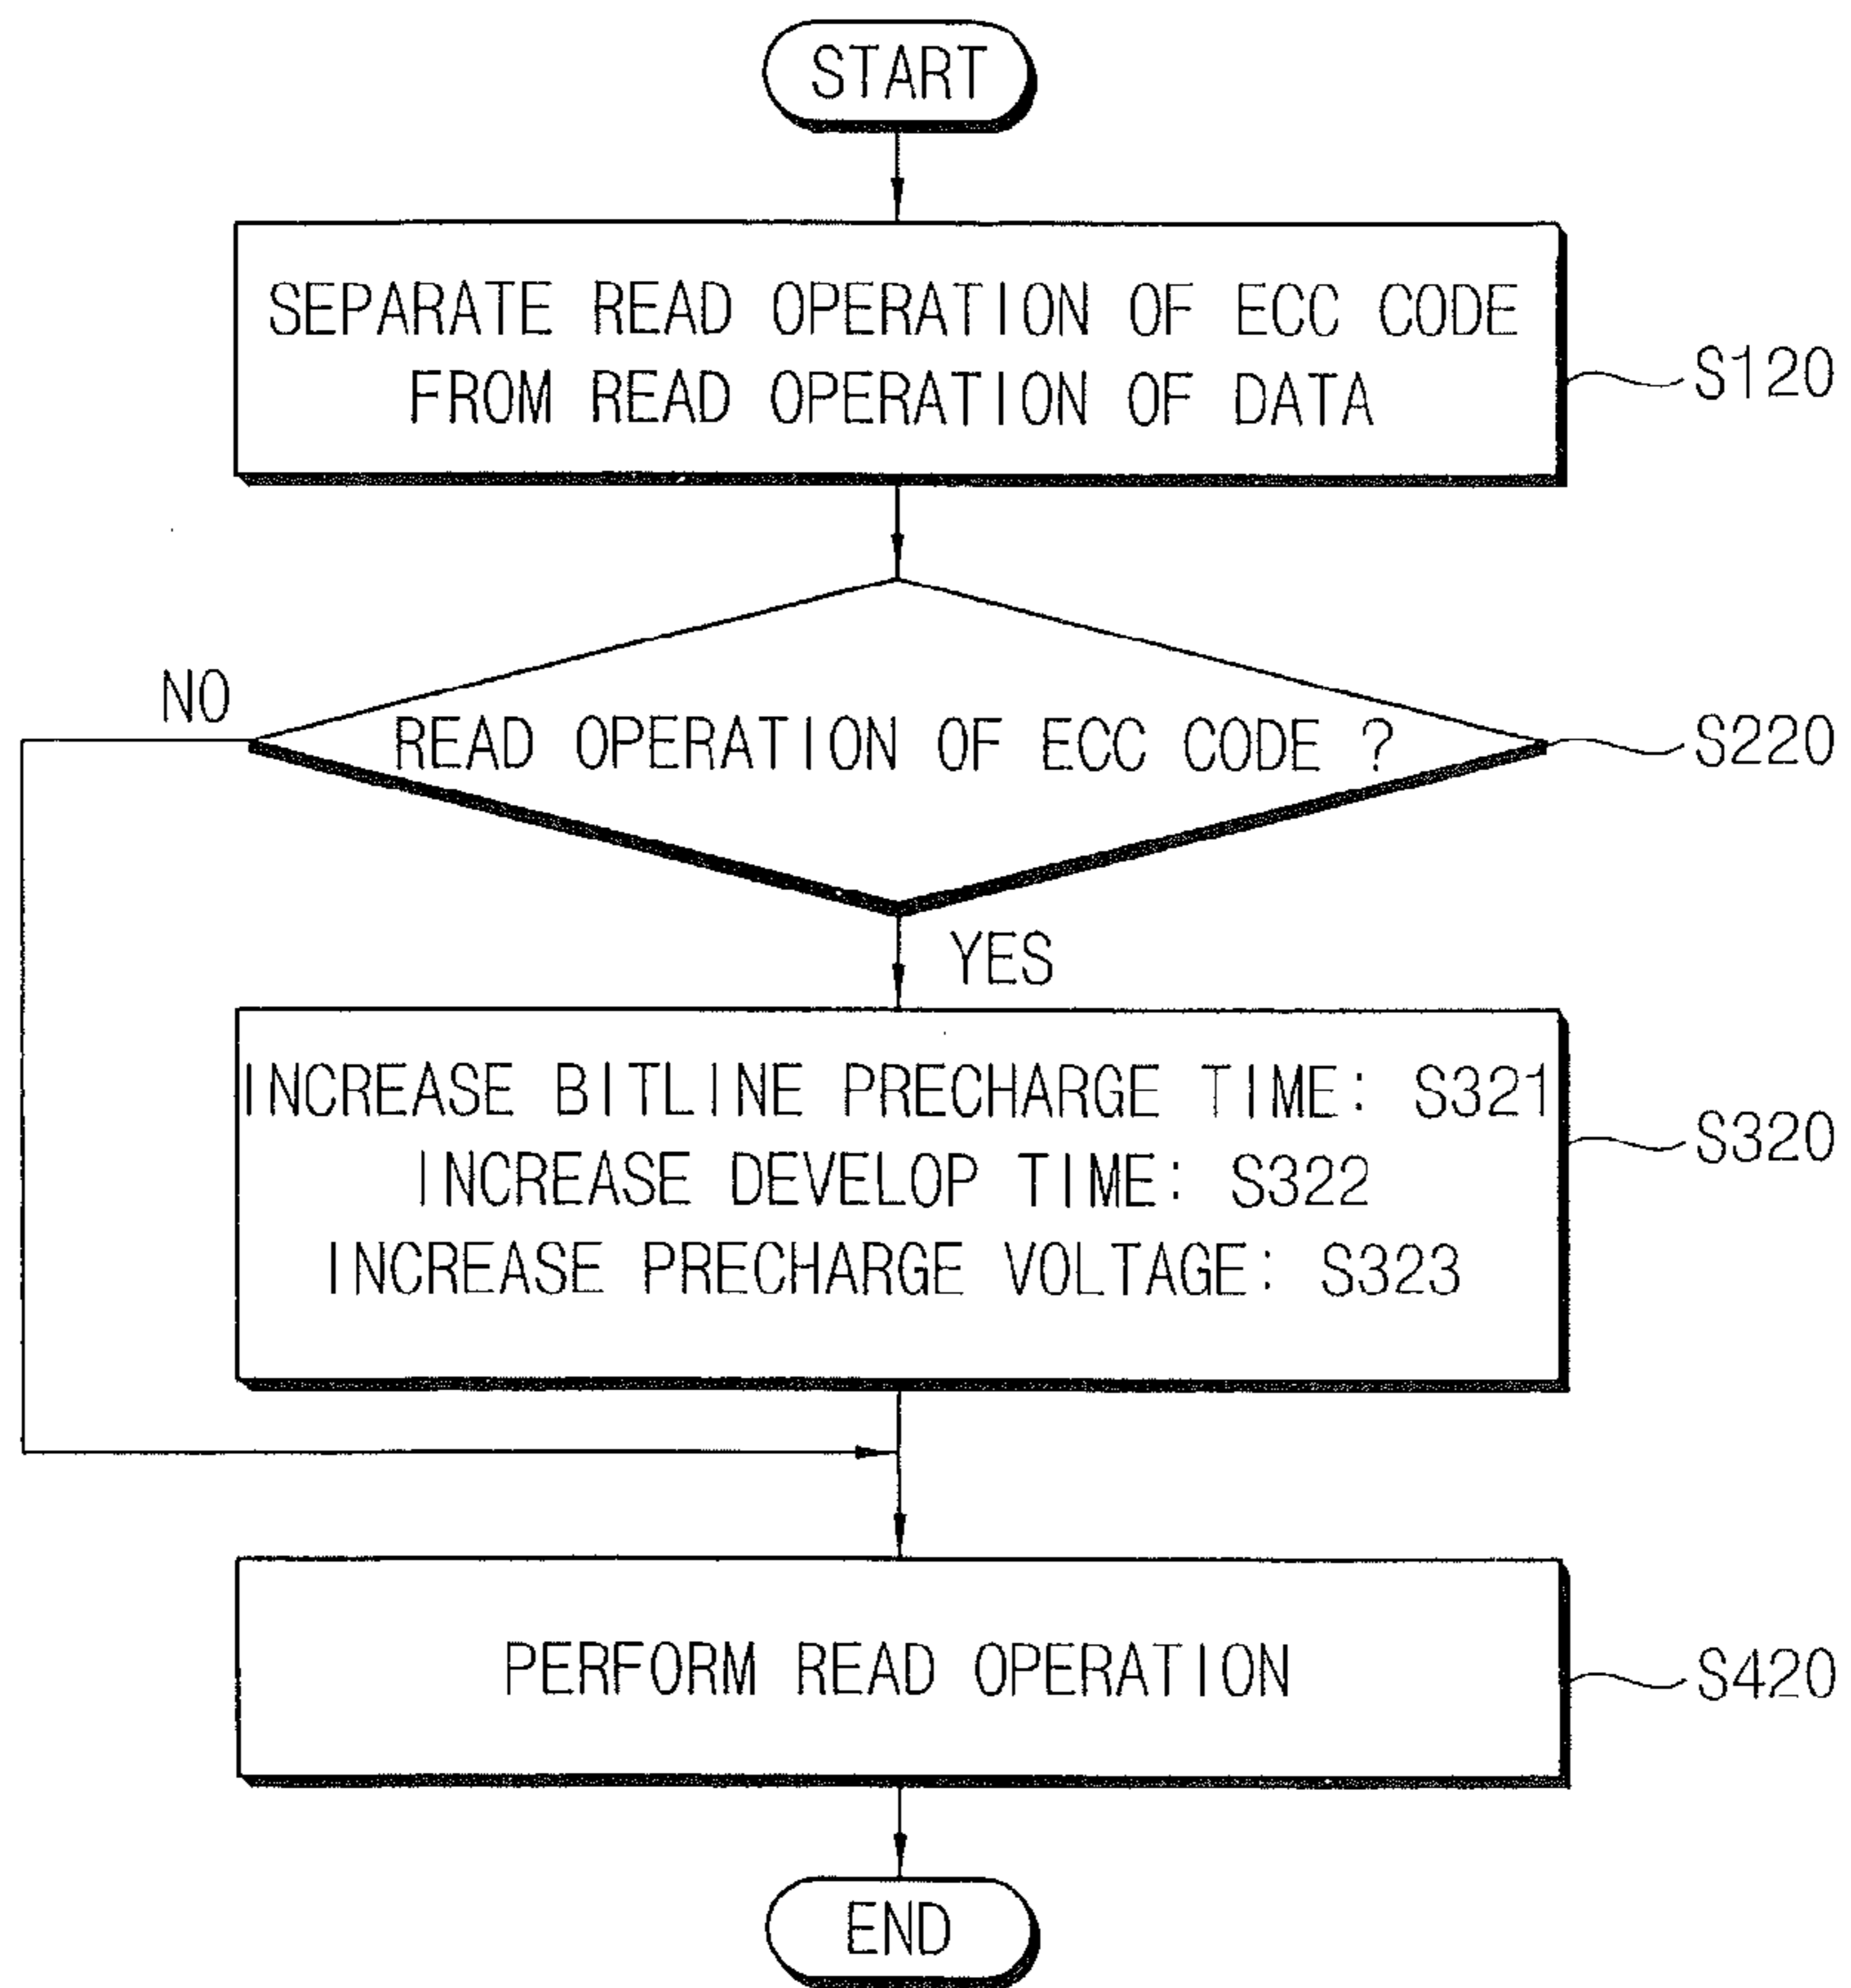 START
SEPARATE READ OPERATION OF ECC CODE
FROM READ OPERATION OF DATA
S120
NO
READ OPERATION OF ECC CODE ?
S220
YES
INCREASE BITLINE PRECHARGE TIME: S321
INCREASE DEVELOP TIME: S322
INCREASE PRECHARGE VOLTAGE: S323
S320
PERFORM READ OPERATION
S420
END